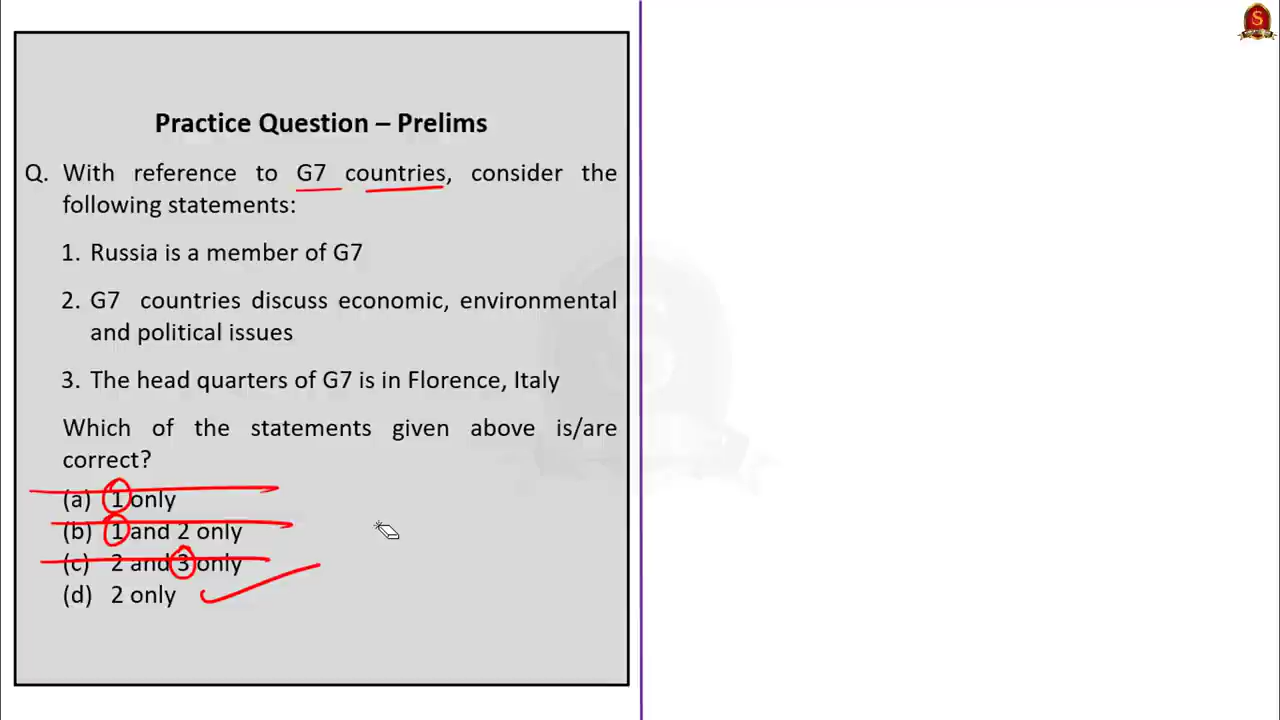 S
Practice Question – Prelims
Q. With reference to G7 countries, consider the
following statements:
1. Russia is a member of G7
2. G7 countries discuss economic, environmental
and political issues
3. The head quarters of G7 is in Florence, Italy
Which of the statements given above is/are
correct?
(a) 1 only
(b) 1 and 2 only
(c) 2 and 3 only
(d) 2 only